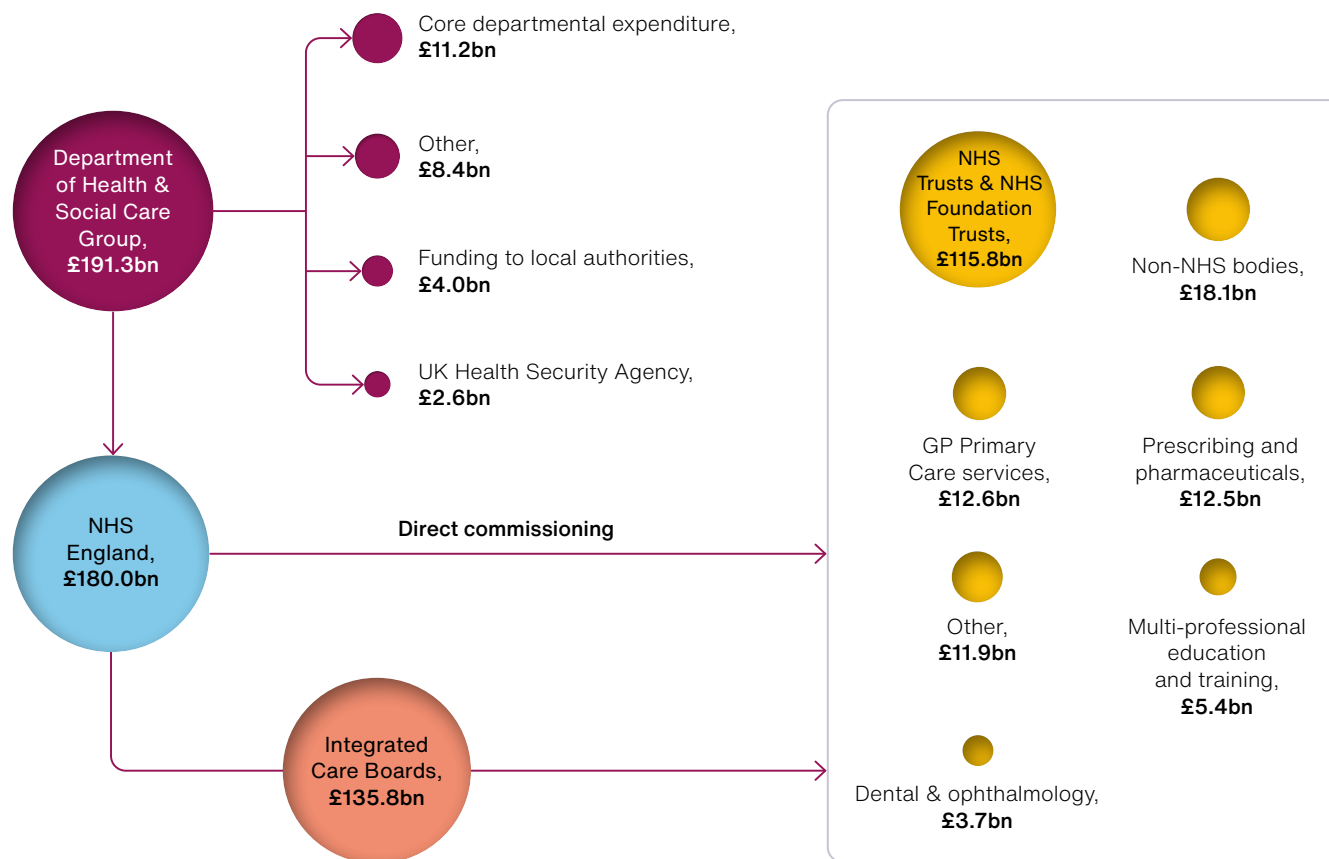 Core departmental expenditure,
£11.2bn
Department
of Health &
Social Care
Group,
£191.3bn
Other,
£8.4bn
Funding to local authorities,
£4.0bn
UK Health Security Agency,
£2.6bn
NHS
England,
£180.0bn
Direct commissioning
Integrated
Care Boards,
£135.8bn
NHS
Trusts & NHS
Foundation
Trusts,
£115.8bn
Non-NHS bodies,
£18.1bn
GP Primary
Care services,
£12.6bn
Prescribing and
pharmaceuticals,
£12.5bn
Other,
£11.9bn
Multi-professional
education
and training,
£5.4bn
Dental & ophthalmology,
£3.7bn